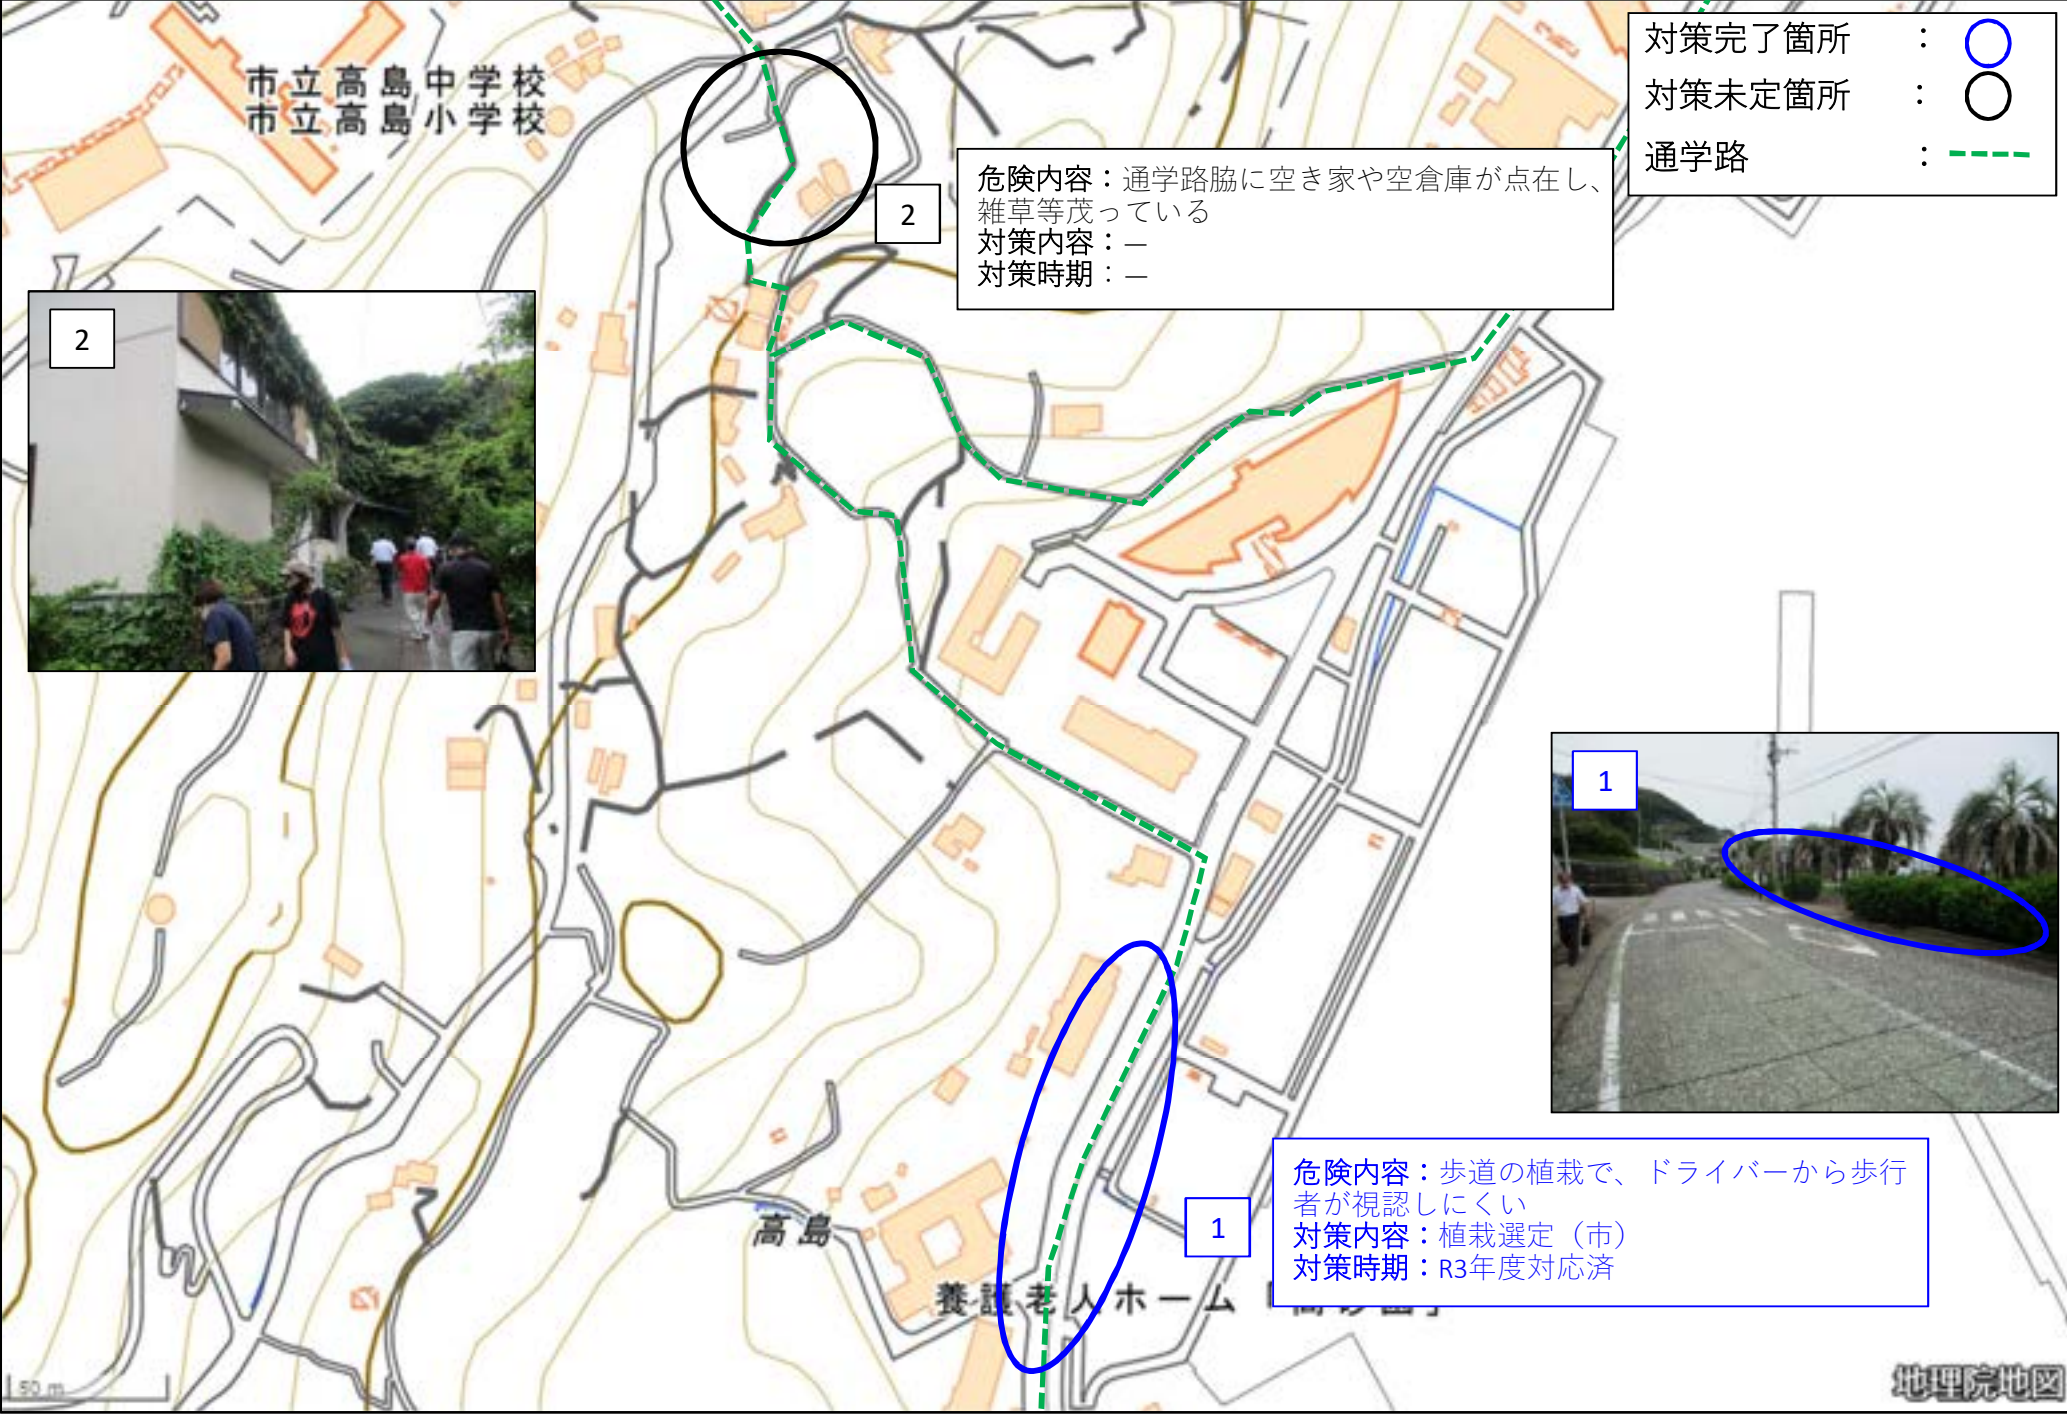 対策完了箇所 :
対策未定箇所 :
通学路 :
市立高島中学校
市立高島小学校
2
危険内容：通学路脇に空き家や空倉庫が点在し、
雑草等茂っている
対策内容：―
対策時期：―
2
1
1
危険内容：歩道の植栽で、ドライバーから歩行
者が視認しにくい
対策内容：植栽選定（市）
対策時期：R3年度対応済
高島
養護老人ホーム
50 m
地理院地図